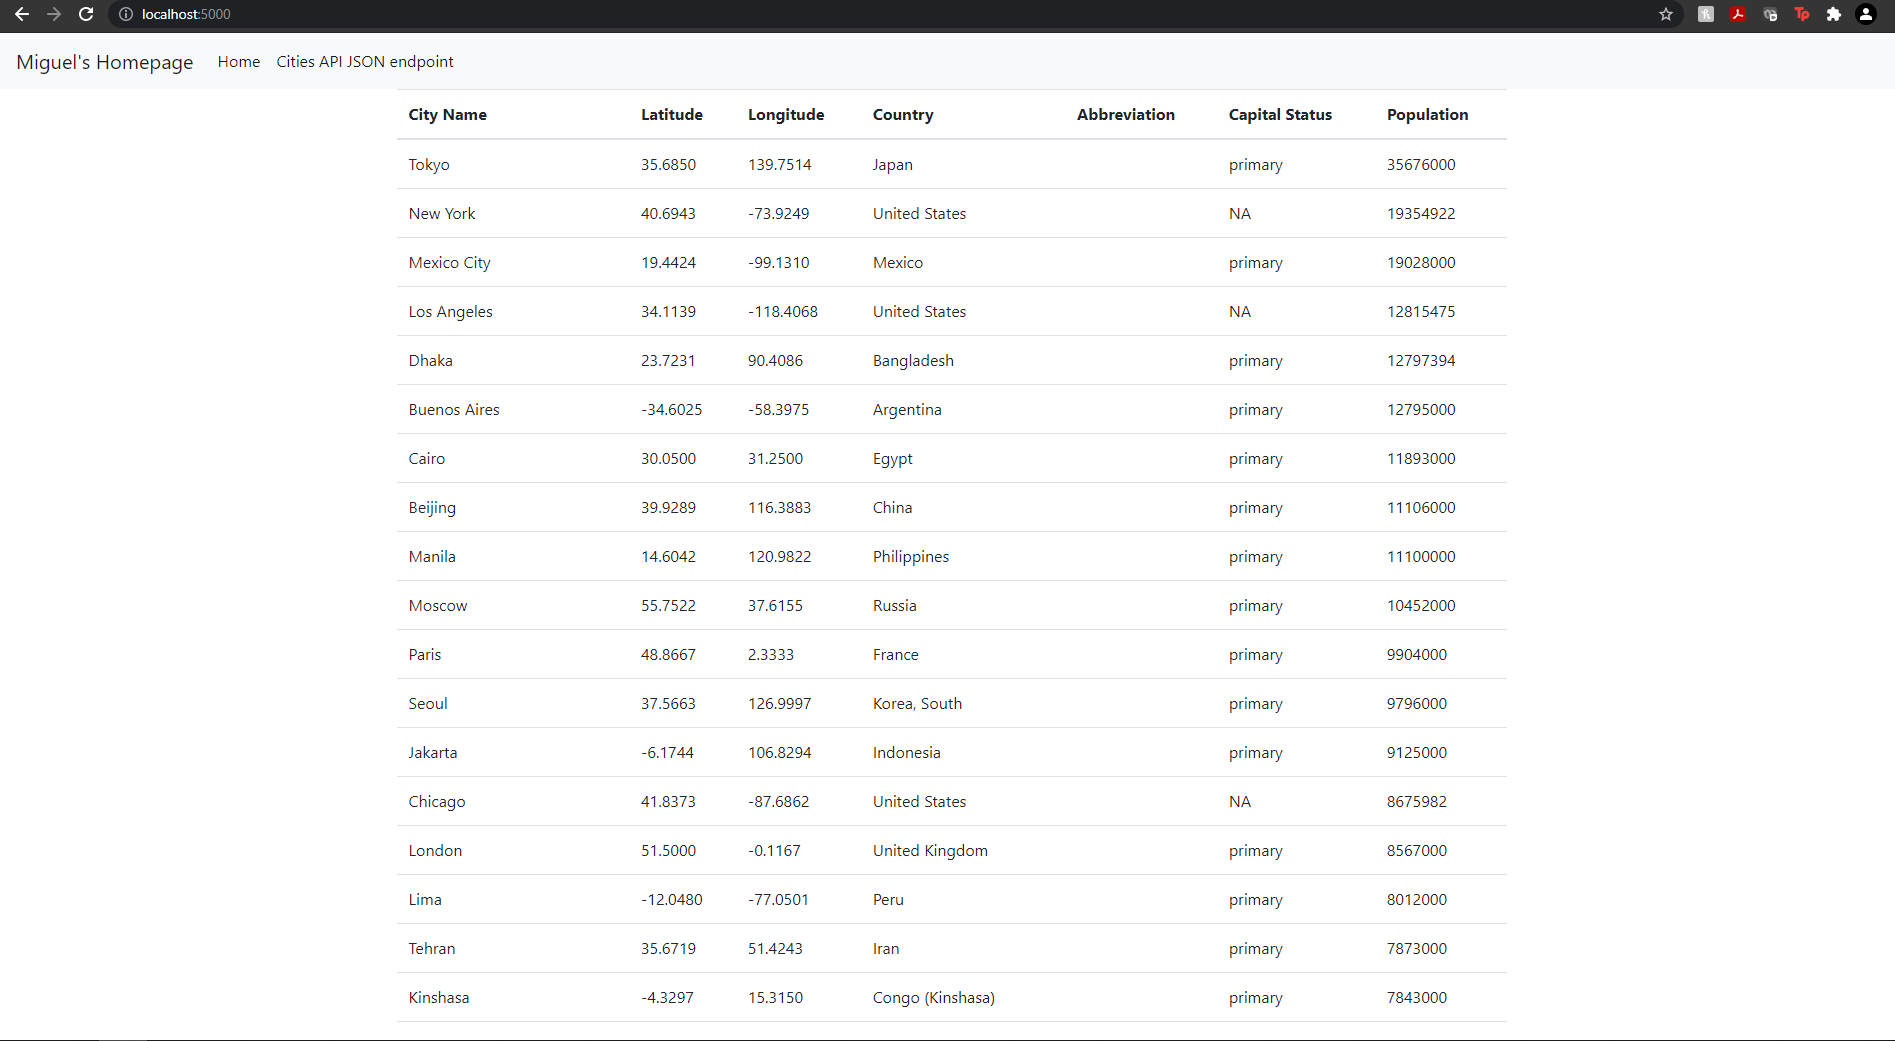 localhost:5000
Miguel's Homepage Home Cities API JSON endpoint
City Name Latitude Longitude Country Abbreviation Capital Status Population
Tokyo 35.6850 139.7514 Japan primary 35676000
New York 40.6943 -73.9249 United States NA 19354922
Mexico City 19.4424 -99.1310 Mexico primary 19028000
Los Angeles 34.1139 -118.4068 United States NA 12815475
Dhaka 23.7231 90.4086 Bangladesh primary 12797394
Buenos Aires -34.6025 -58.3975 Argentina primary 12795000
Cairo 30.0500 31.2500 Egypt primary 11893000
Beijing 39.9289 116.3883 China primary 11106000
Manila 14.6042 120.9822 Philippines primary 11100000
Moscow 55.7522 37.6155 Russia primary 10452000
Paris 48.8667 2.3333 France primary 9904000
Seoul 37.5663 126.9997 Korea, South primary 9796000
Jakarta -6.1744 106.8294 Indonesia primary 9125000
Chicago 41.8373 -87.6862 United States NA 8675982
London 51.5000 -0.1167 United Kingdom primary 8567000
Lima -12.0480 -77.0501 Peru primary 8012000
Tehran 35.6719 51.4243 Iran primary 7873000
Kinshasa -4.3297 15.3150 Congo (Kinshasa) primary 7843000